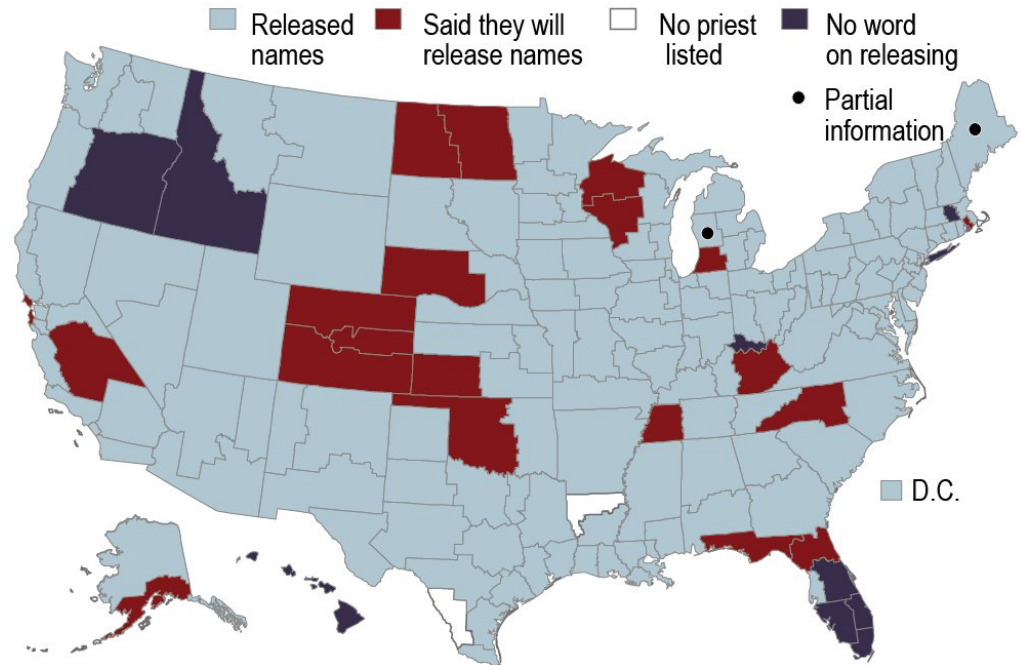 Released
names
Said they will
release names
No priest
listed
No word
on releasing
Partial
information
D.C.